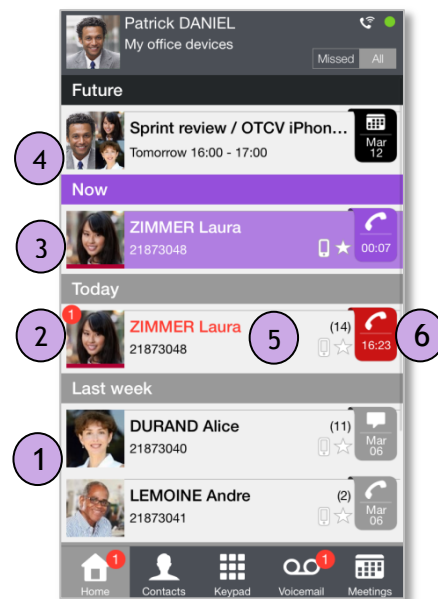 Patrick DANIEL
My office devices
Missed All
Future
Sprint review / OTCV iPhon...
Tomorrow 16:00 - 17:00
Mar
12
4
Now
ZIMMER Laura
21873048
00:07
3
Today
1
ZIMMER Laura
21873048
(14)
16:23
2
5
6
Last week
DURAND Alice
21873040
(11)
Mar
06
1
LEMOINE Andre
21873041
(2)
Mar
06
1
1
Home Contacts Keypad Voicemail Meetings